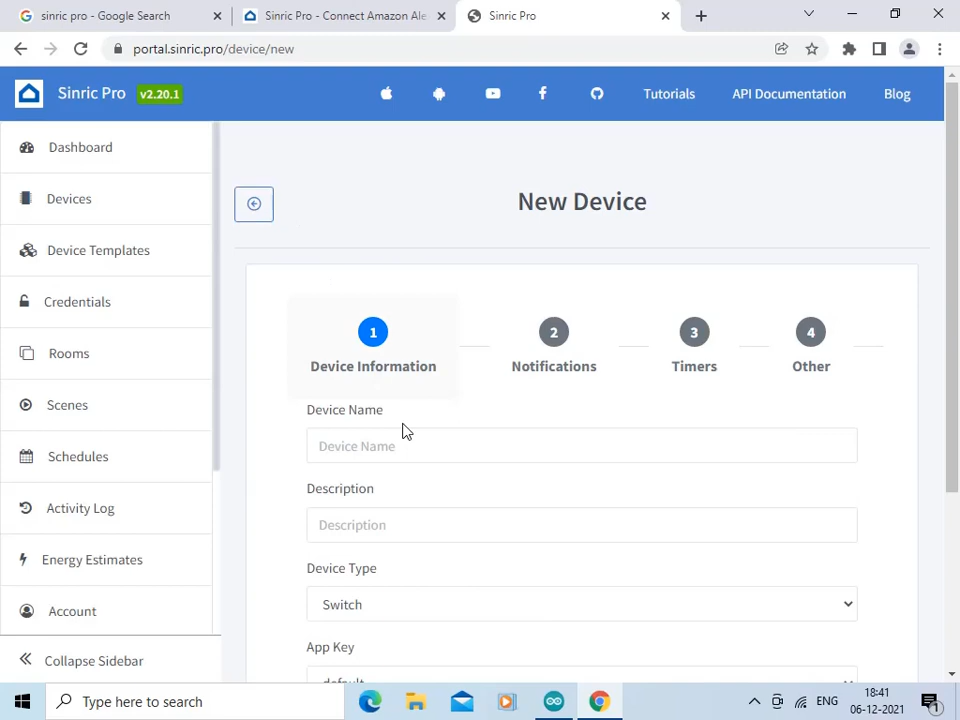 sinric pro - Google Search
Sinric Pro - Connect Amazon Ale
Sinric Pro
portal.sinric.pro/device/new
Sinric Pro v2.20.1
Tutorials
API Documentation
Blog
Dashboard
Devices
Device Templates
Credentials
Rooms
Scenes
Schedules
Activity Log
Energy Estimates
Account
Collapse Sidebar
New Device
1 2 3 4
Device Information
Notifications
Timers
Other
Device Name
Device Name
Description
Description
Device Type
Switch
App Key
default
Type here to search
ENG
18:41
06-12-2021
1